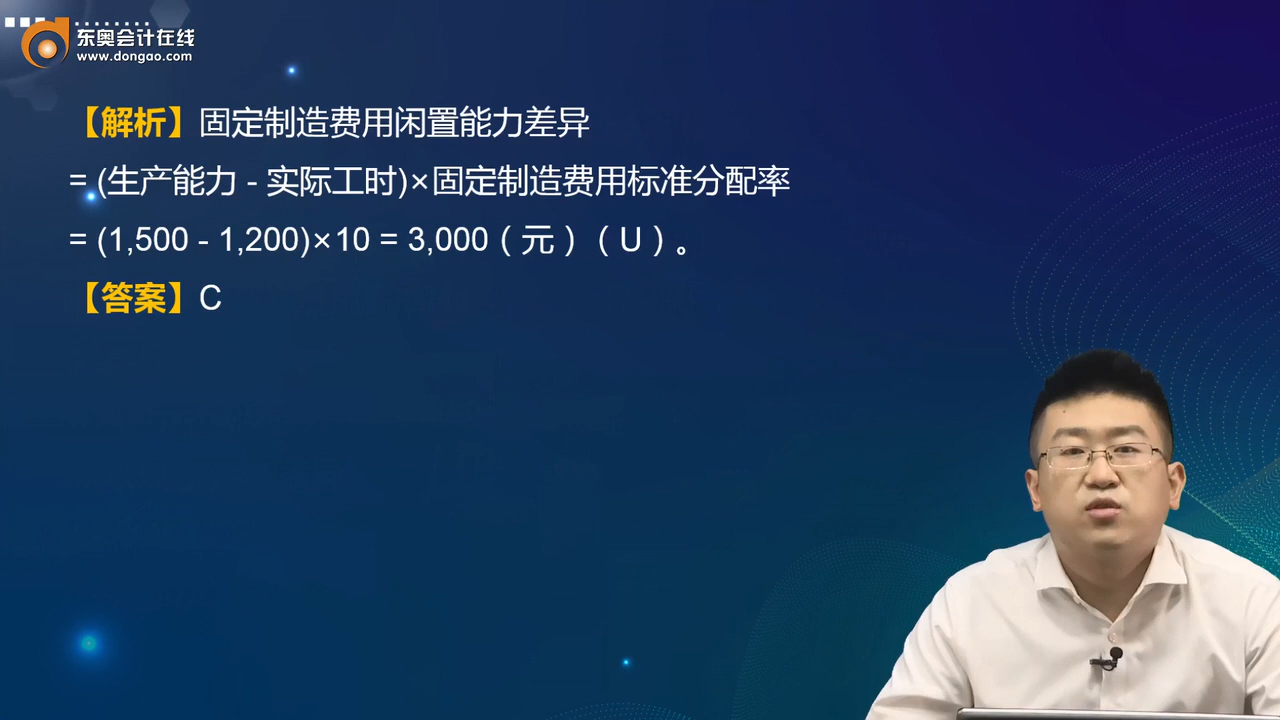 东奥会计在线
www.dongao.com
【解析】固定制造费用闲置能力差异
= (生产能力 - 实际工时)×固定制造费用标准分配率
= (1,500 - 1,200)×10 = 3,000（元）（U）。
【答案】C